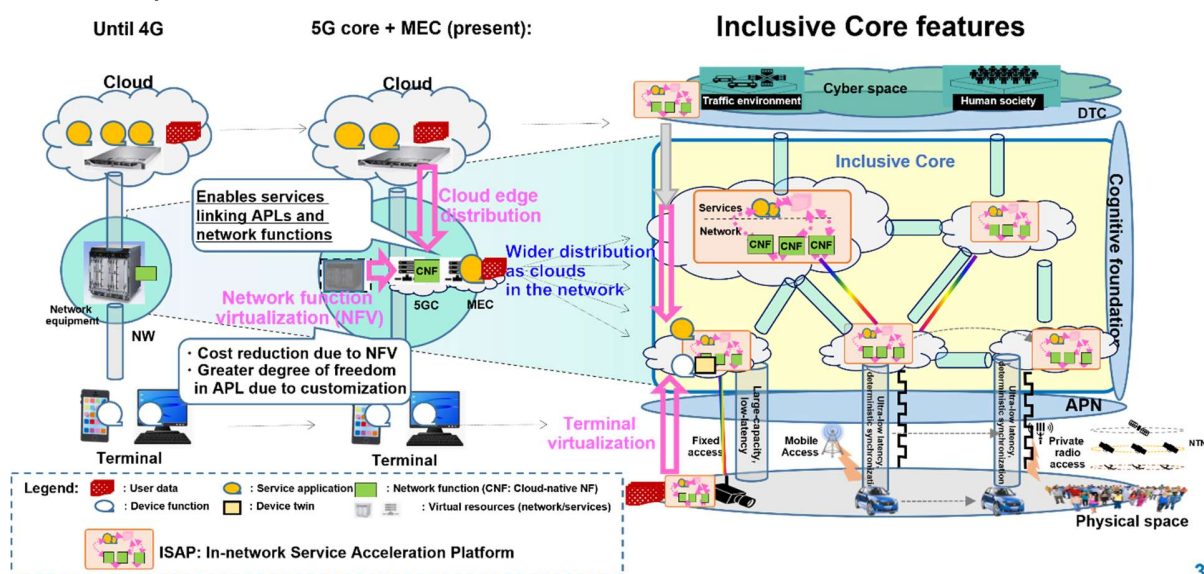 Until 4G
5G core + MEC (present):
Inclusive Core features
Cloud
Cloud
Traffic environment
Cyber space
Human society
DTC
Inclusive Core
Cognitive foundation
Enables services
linking APLs and
network functions
Cloud edge
distribution
Services
Network
CNF
CNF
CNF
Network
equipment
NW
CNF
5GC
MEC
Wider distribution
as clouds
in the network
Network function
virtualization (NFV)
· Cost reduction due to NFV
· Greater degree of freedom
in APL due to customization
Terminal
Terminal
Terminal
virtualization
APN
Fixed
access
Large-capacity,
low-latency
Mobile
Access
Ultra-low latency,
deterministic synchronization
Ultra-low latency,
deterministic synchronization
Private
radio
access
NTN
Physical space
Legend:
: User data
: Service application
: Network function (CNF: Cloud-native NF)
: Device function
: Device twin
: Virtual resources (network/services)
ISAP: In-network Service Acceleration Platform